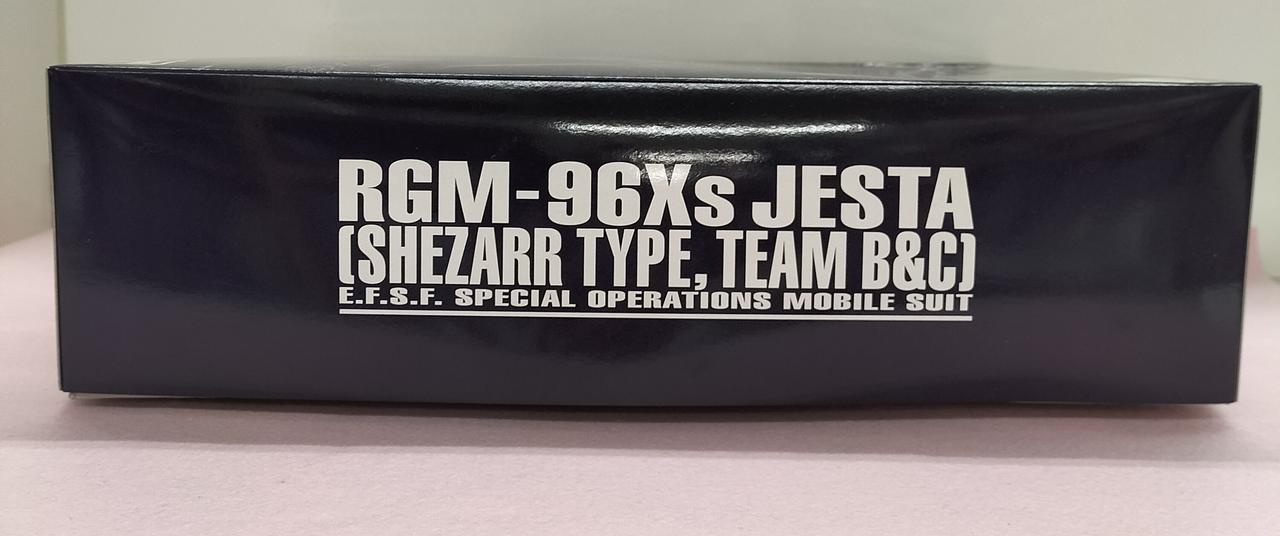 RGM-96Xs JESTA
(SHEZARR TYPE, TEAM B&C)
E.F.S.F. SPECIAL OPERATIONS MOBILE SUIT